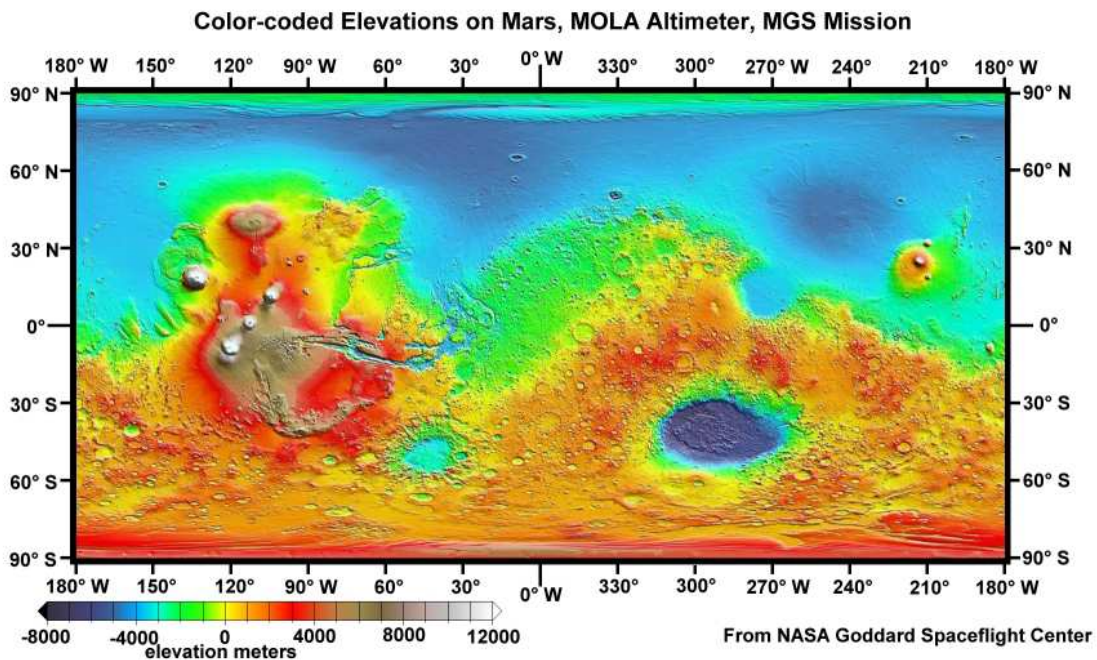 Color-coded Elevations on Mars, MOLA Altimeter, MGS Mission
180° W 150° 120° 90° 60° 30° 0° W 330° 300° 270° 240° 210° 180° W
90° N 90° N
60° N 60° N
30° N 30° N
0° 0°
30° S 30° S
60° S 60° S
90° S 90° S
180° W 150° 120° 90° 60° 30° 0° W 330° 300° 270° 240° 210° 180° W
-8000 -4000 0 4000 8000 12000
elevation meters
From NASA Goddard Spaceflight Center